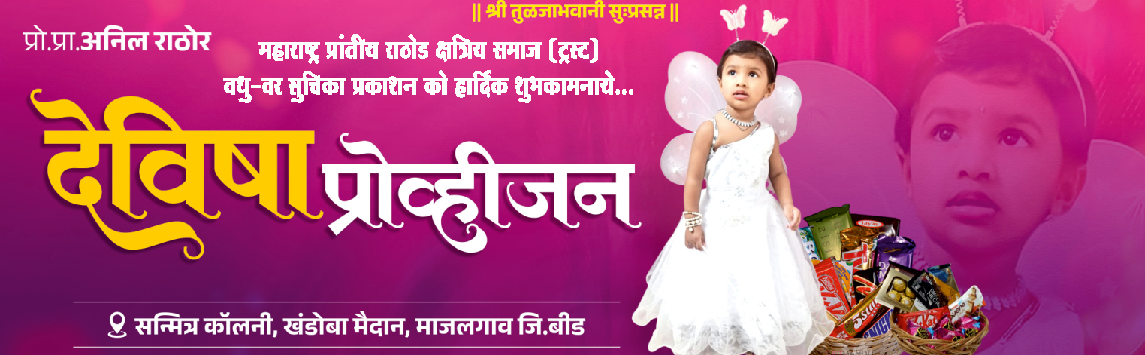 || श्री तुळजाभवानी सुःप्रसन्न ||
प्रो.प्रा.अनिल राठोर
महाराष्ट्र प्रांतीय राठोड क्षत्रिय समाज (ट्रस्ट)
वधु-वर सुचिका प्रकाशन को हार्दिक शुभकामनाये...
देविषा प्रोव्हीजन
सन्मित्र कॉलनी, खंडोबा मैदान, माजलगाव जि.बीड